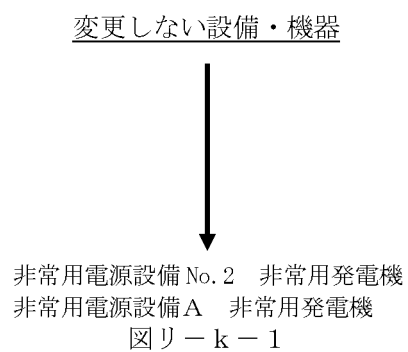 変更しない設備・機器
非常用電源設備No.2　非常用発電機
非常用電源設備A　非常用発電機
図リ－k－1